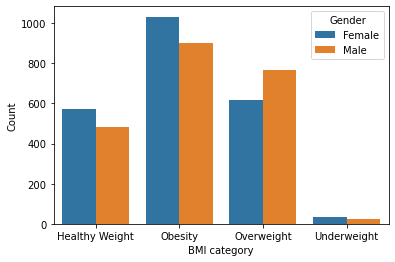 Gender
Female
Male
1000
800
600
400
200
0
Count
Healthy Weight Obesity Overweight Underweight
BMI category